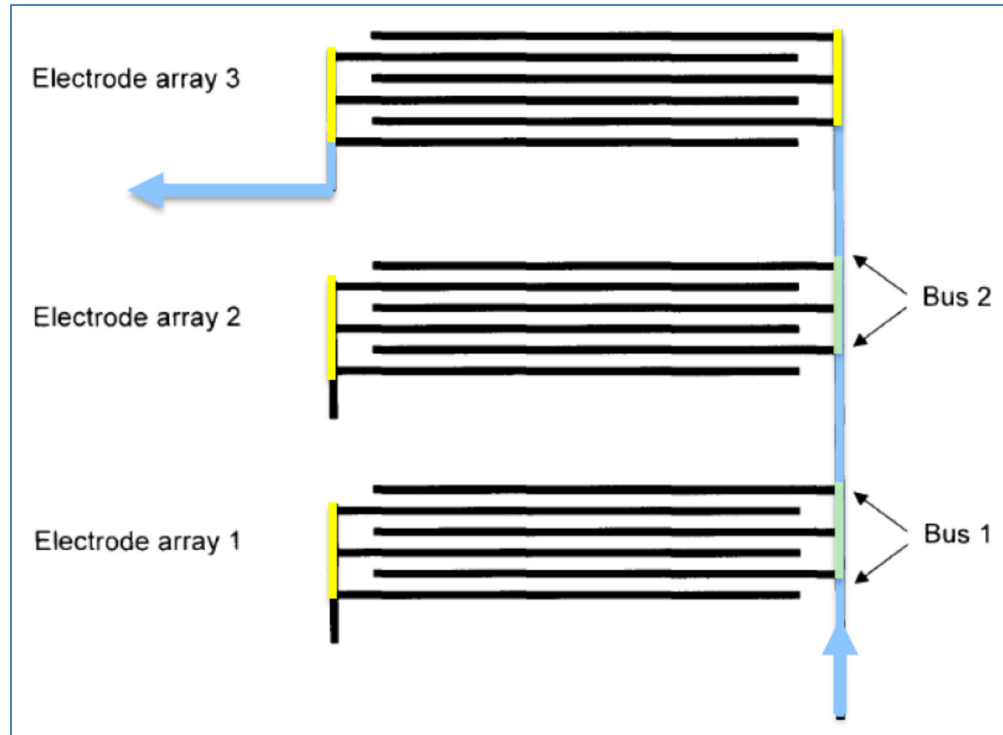 Electrode array 3
Electrode array 2
Bus 2
Electrode array 1
Bus 1